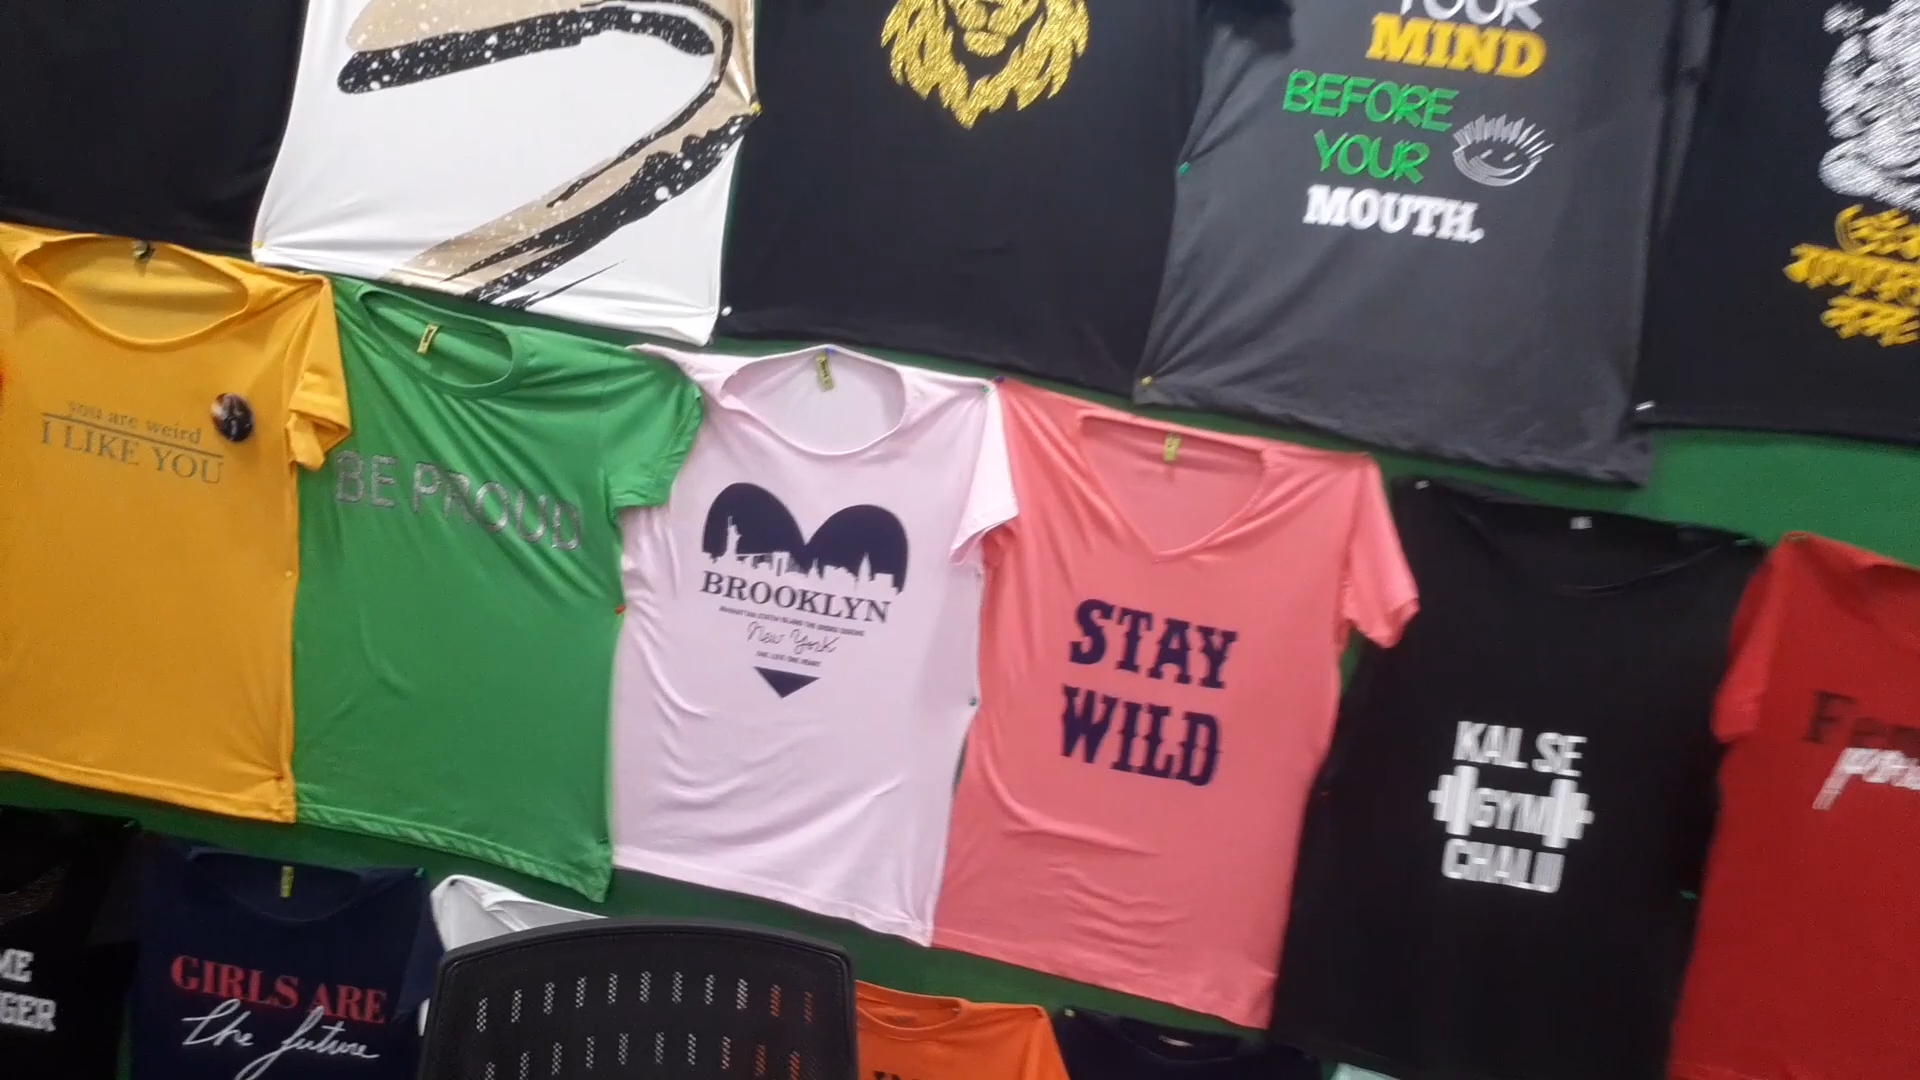 YOUR
MIND
BEFORE
YOUR
MOUTH.
you are weird
I LIKE YOU
BE PROUD
BROOKLYN
New York
STAY
WILD
KAL SE
GYM
CHALU
GIRLS ARE
the future